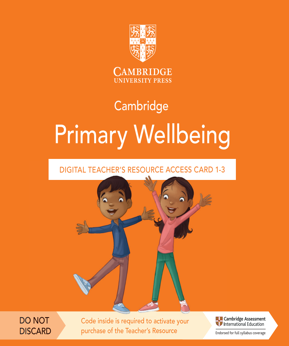 CAMBRIDGE
UNIVERSITY PRESS
Cambridge
Primary Wellbeing
DIGITAL TEACHER'S RESOURCE ACCESS CARD 1-3
DO NOT
DISCARD
Code inside is required to activate your
purchase of the Teacher's Resource
Cambridge Assessment
International Education
Endorsed for full syllabus coverage